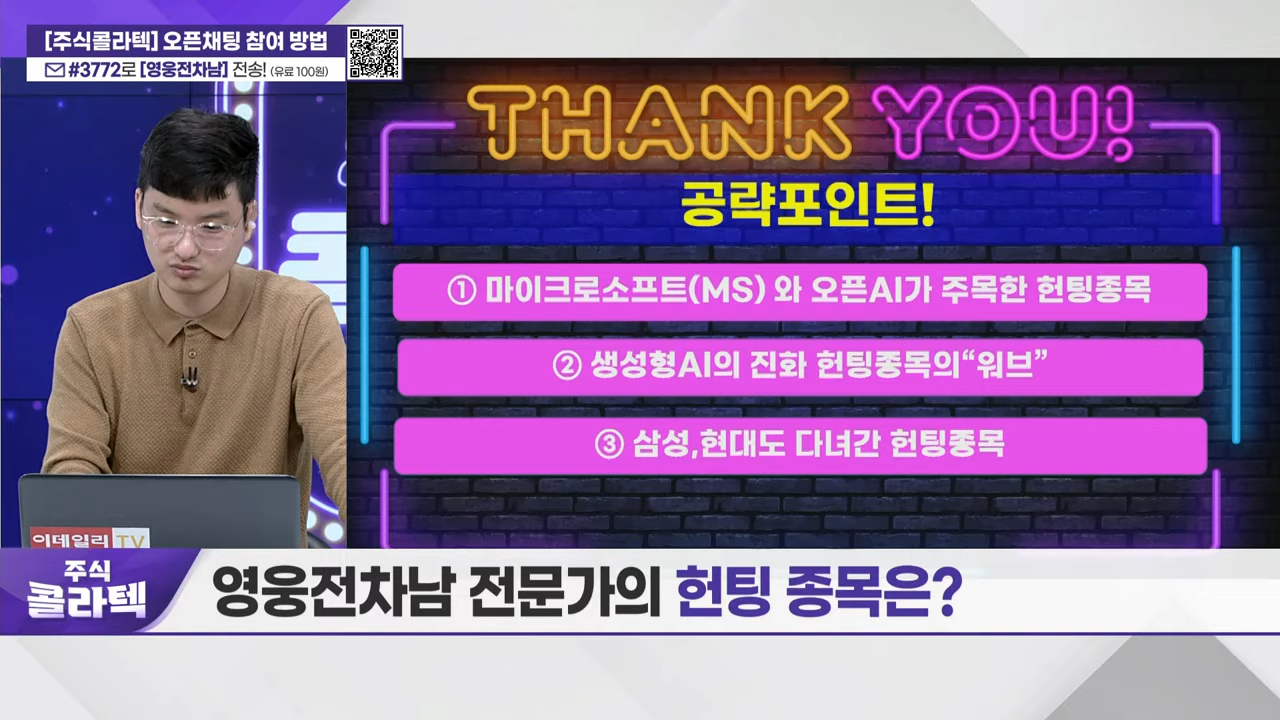 [주식콜라텍] 오픈채팅 참여 방법
#3772로 [영웅전차남] 전송! (유료 100원)
THANK YOU!
공략포인트!
① 마이크로소프트(MS) 와 오픈AI가 주목한 헌팅종목
② 생성형AI의 진화 헌팅종목의“워브”
③ 삼성,현대도 다녀간 헌팅종목
이데일리 TV
주식
콜라텍
영웅전차남 전문가의 헌팅 종목은?